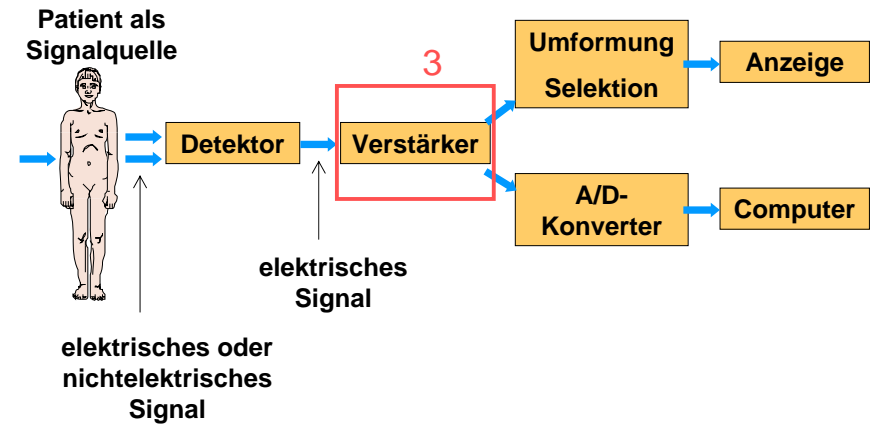 Patient als
Signalquelle
Detektor
3
Verstärker
Umformung
Selektion
Anzeige
A/D-
Konverter
Computer
elektrisches
Signal
elektrisches oder
nichtelektrisches
Signal